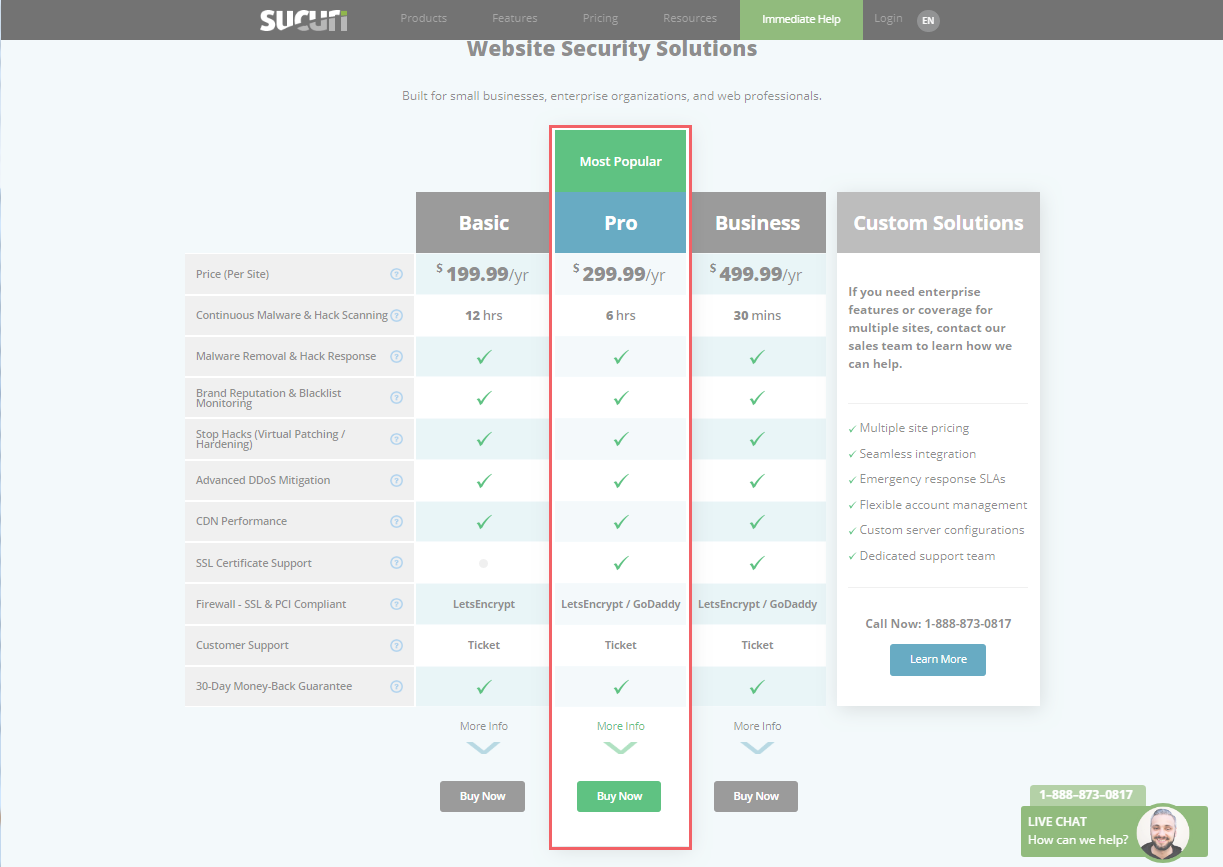 sucuri Products Features Pricing Resources Immediate Help Login EN
Website Security Solutions
Built for small businesses, enterprise organizations, and web professionals.
Most Popular
Basic Pro Business Custom Solutions
Price (Per Site) ? $ 199.99/yr $ 299.99/yr $ 499.99/yr
Continuous Malware & Hack Scanning ? 12 hrs 6 hrs 30 mins
Malware Removal & Hack Response ?
Brand Reputation & Blacklist
Monitoring ?
Stop Hacks (Virtual Patching /
Hardening) ?
Advanced DDoS Mitigation ?
CDN Performance ?
SSL Certificate Support ?
Firewall - SSL & PCI Compliant ? LetsEncrypt LetsEncrypt / GoDaddy LetsEncrypt / GoDaddy
Customer Support ? Ticket Ticket Ticket
30-Day Money-Back Guarantee ?
More Info More Info More Info
Buy Now Buy Now Buy Now
If you need enterprise
features or coverage for
multiple sites, contact our
sales team to learn how we
can help.
Multiple site pricing
Seamless integration
Emergency response SLAs
Flexible account management
Custom server configurations
Dedicated support team
Call Now: 1-888-873-0817
Learn More
1-888-873-0817
LIVE CHAT
How can we help?